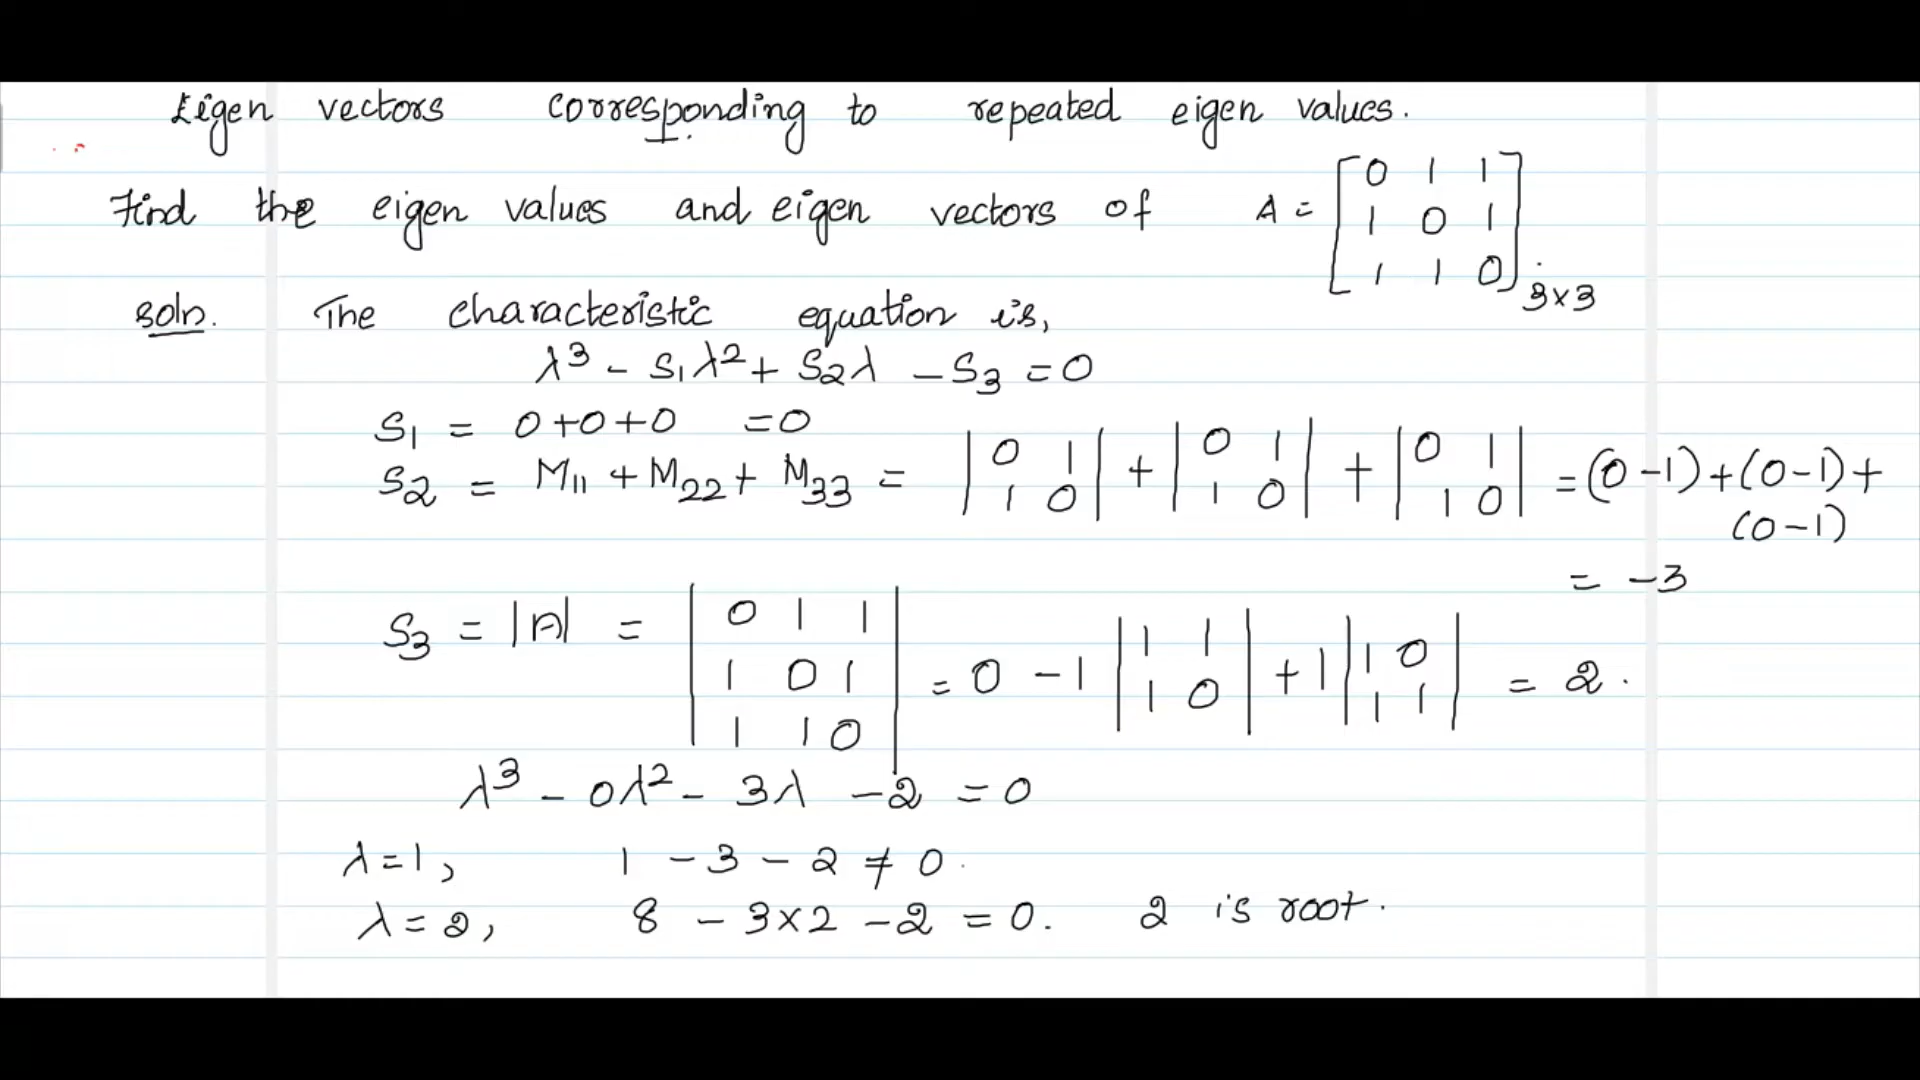 Eigen vectors corresponding to repeated eigen values.
Find the eigen values and eigen vectors of A = [0 1 1
1 0 1
1 1 0]3×3
soln. The characteristic equation is,
λ³ - S₁λ² + S₂λ - S₃ = 0
S₁ = 0+0+0 = 0
S₂ = M₁₁ + M₂₂ + M₃₃ = |0 1; 1 0| + |0 1; 1 0| + |0 1; 1 0| = (0-1)+(0-1)+
(0-1)
= -3
S₃ = |A| = |0 1 1; 1 0 1; 1 1 0| = 0 - 1 |1 1; 1 0| + 1 |1 0; 1 1| = 2.
λ³ - 0λ² - 3λ - 2 = 0
λ=1, 1 - 3 - 2 ≠ 0.
λ=2, 8 - 3×2 - 2 = 0. 2 is root.